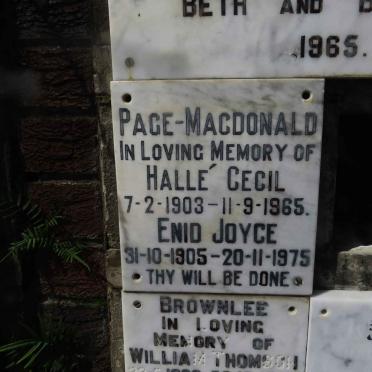 BETH AND
1965.
PAGE-MACDONALD
IN LOVING MEMORY OF
HALLÉ CECIL
7-2-1903-11-9-1965.
ENID JOYCE
31-10-1905-20-11-1975
THY WILL BE DONE
BROWNLEE
IN LOVING
MEMORY OF
WILLIAM THOMSON